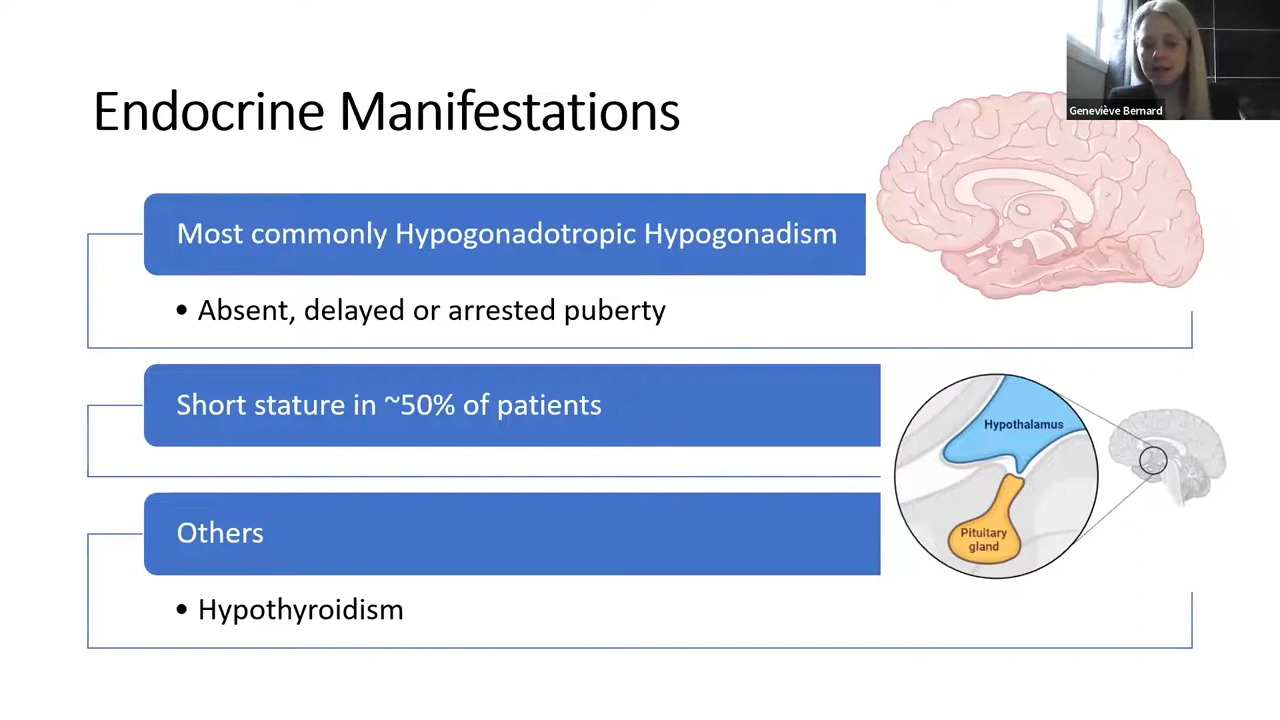 Geneviève Bernard
Endocrine Manifestations
Most commonly Hypogonadotropic Hypogonadism
• Absent, delayed or arrested puberty
Short stature in ~50% of patients
Hypothalamus
Pituitary
gland
Others
• Hypothyroidism